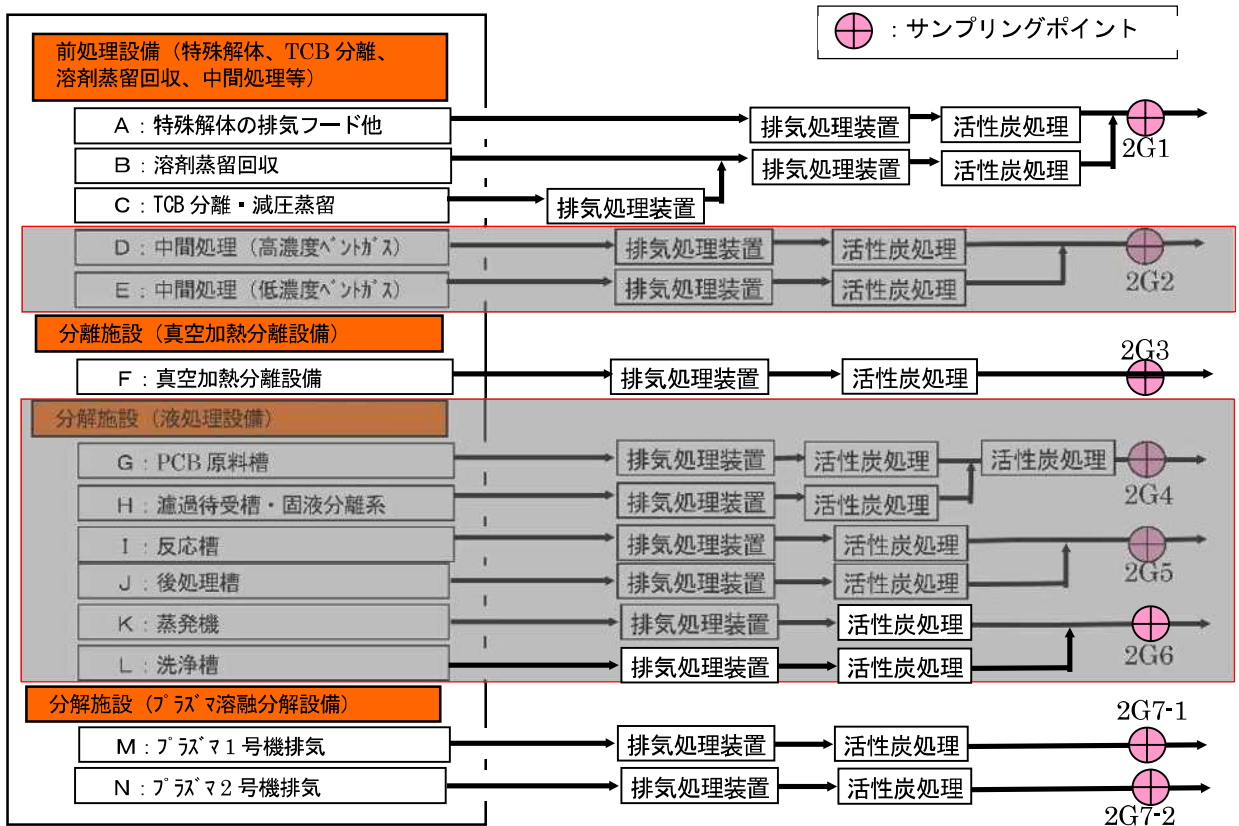 ：サンプリングポイント
前処理設備（特殊解体、TCB 分離、
溶剤蒸留回収、中間処理等）
A：特殊解体の排気フード他
排気処理装置
活性炭処理
2G1
B：溶剤蒸留回収
排気処理装置
活性炭処理
C：TCB 分離・減圧蒸留
排気処理装置
D：中間処理（高濃度ベントガス）
排気処理装置
活性炭処理
2G2
E：中間処理（低濃度ベントガス）
排気処理装置
活性炭処理
分離施設（真空加熱分離設備）
2G3
F：真空加熱分離設備
排気処理装置
活性炭処理
分解施設（液処理設備）
G：PCB 原料槽
排気処理装置
活性炭処理
活性炭処理
2G4
H：濾過待受槽・固液分離系
排気処理装置
活性炭処理
I：反応槽
排気処理装置
活性炭処理
2G5
J：後処理槽
排気処理装置
活性炭処理
K：蒸発機
排気処理装置
活性炭処理
2G6
L：洗浄槽
排気処理装置
活性炭処理
分解施設（プラズマ溶融分解設備）
2G7-1
M：プラズマ１号機排気
排気処理装置
活性炭処理
N：プラズマ２号機排気
排気処理装置
活性炭処理
2G7-2